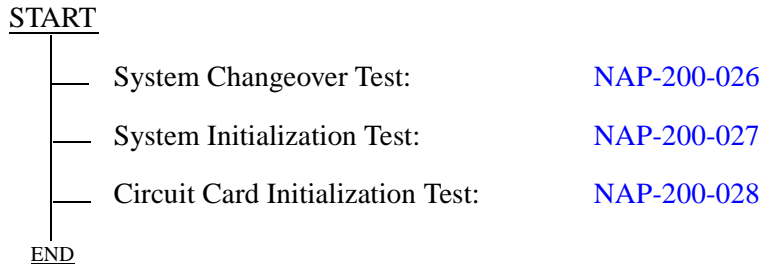 START
System Changeover Test: NAP-200-026
System Initialization Test: NAP-200-027
Circuit Card Initialization Test: NAP-200-028
END